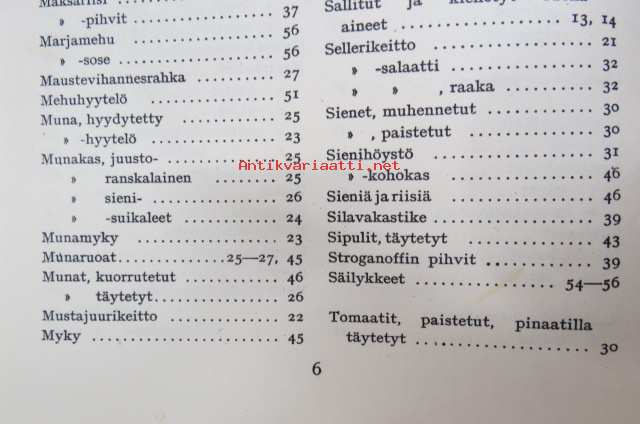 Maksariisi
» -pihvit .................... 37
Marjamehu .................... 56
» -sose .................... 56
Maustevihannesrahka .......... 27
Mehuhyytelö .................. 51
Muna, hyydytetty ............. 25
» -hyytelö ................. 23
Munakas, juusto- ............. 25
» ranskalainen ............. 25
» sieni- ................... 26
» -suikaleet ............... 24
Munamyky ..................... 23
Munaruoat ............ 25—27, 45
Munat, kuorrutetut ........... 46
» täytetyt ................. 26
Mustajuurikeitto ............. 22
Myky ......................... 45
Sallitut ja
aineet .................. 13, 14
Sellerikeitto ................ 21
» -salaatti ................ 32
» » , raaka ................ 32
Sienet, muhennetut ........... 30
» , paistetut .............. 30
Sienihöystö .................. 31
» -kohokas ................. 46
Sieniä ja riisiä ............. 46
Silavakastike ................ 39
Sipulit, täytetyt ............ 43
Stroganoffin pihvit .......... 39
Säilykkeet ............... 54—56
Tomaatit, paistetut, pinaatilla
täytetyt ................... 30
6
Antikvariaatti.net